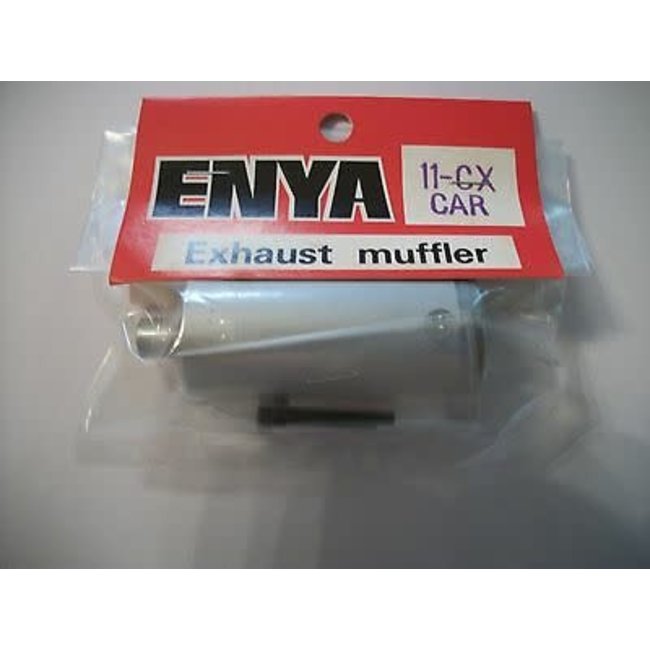 ENYA
11-CX
CAR
Exhaust muffler